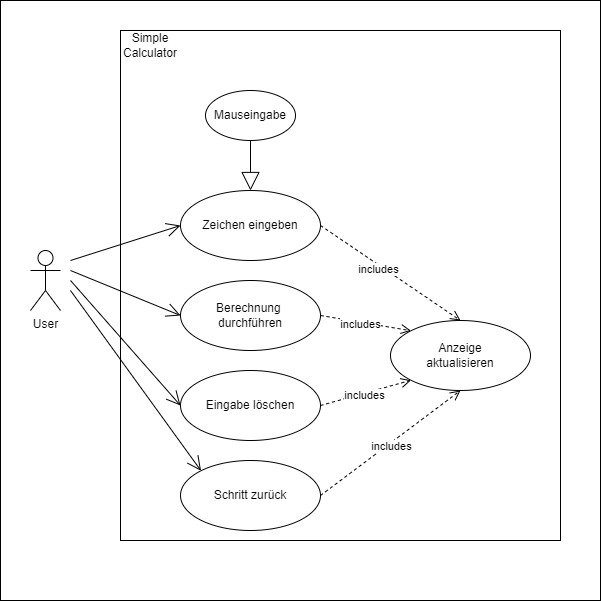 Simple
Calculator
Mauseingabe
Zeichen eingeben
includes
Berechnung
durchführen
includes
User
Anzeige
aktualisieren
Eingabe löschen
includes
includes
Schritt zurück